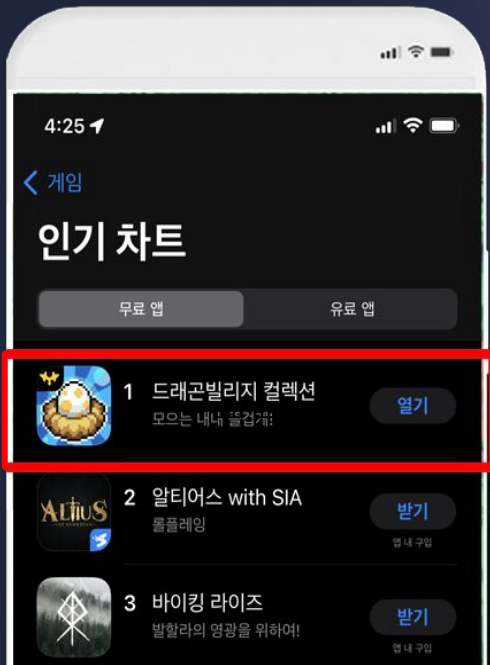 4:25
게임
인기 차트
무료 앱 유료 앱
1 드래곤빌리지 컬렉션 열기
모으는 내내 즐겁게!
ALTIUS
2 알티어스 with SIA 받기
롤플레잉 앱 내 구입
3 바이킹 라이즈 받기
발할라의 영광을 위하여! 앱 내 구입